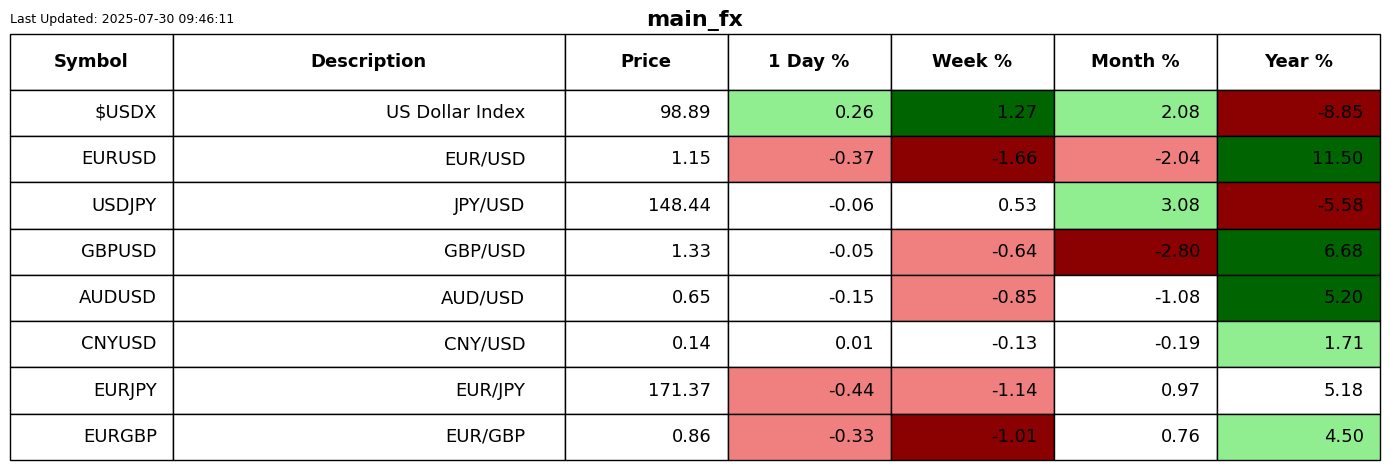 Last Updated: 2025-07-30 09:46:11
main_fx
Symbol Description Price 1 Day % Week % Month % Year %
$USDX US Dollar Index 98.89 0.26 1.27 2.08 -8.85
EURUSD EUR/USD 1.15 -0.37 -1.66 -2.04 11.50
USDJPY JPY/USD 148.44 -0.06 0.53 3.08 -5.58
GBPUSD GBP/USD 1.33 -0.05 -0.64 -2.80 6.68
AUDUSD AUD/USD 0.65 -0.15 -0.85 -1.08 5.20
CNYUSD CNY/USD 0.14 0.01 -0.13 -0.19 1.71
EURJPY EUR/JPY 171.37 -0.44 -1.14 0.97 5.18
EURGBP EUR/GBP 0.86 -0.33 -1.01 0.76 4.50